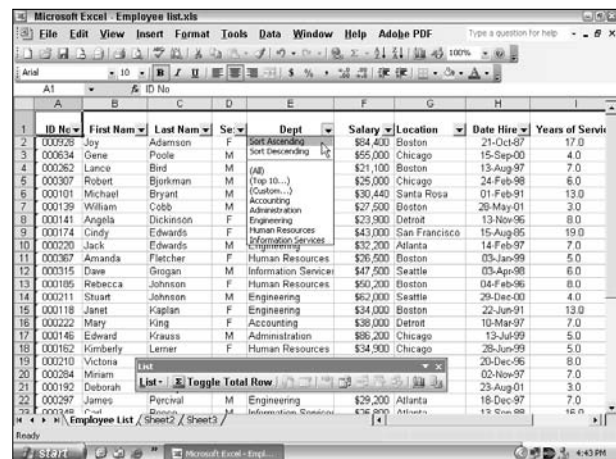 Microsoft Excel - Employee list.xls
File Edit View Insert Format Tools Data Window Help Adobe PDF Type a question for help
100%
Arial 10 B I U $ %
A1 fx ID No
A B C D E F G H I
1 ID No First Nam Last Nam Se: Dept Salary Location Date Hire Years of Servic
2 000928 Joy Adamson F Sort Ascending $84,400 Boston 21-Oct-87 17.0
3 000634 Gene Poole M Sort Descending $55,000 Chicago 15-Sep-00 4.0
4 000262 Lance Bird M (All) $21,100 Boston 13-Aug-97 7.0
5 000307 Robert Bjorkman M (Top 10...) $25,000 Chicago 24-Feb-98 6.0
6 000101 Michael Bryant M (Custom...) $30,440 Santa Rosa 01-Feb-91 13.0
7 000139 William Cobb M Accounting $27,500 Boston 28-May-01 3.0
8 000141 Angela Dickinson F Administration $23,900 Detroit 13-Nov-96 8.0
9 000174 Cindy Edwards F Engineering $43,000 San Francisco 15-Aug-85 19.0
Human Resources
10 000220 Jack Edwards M Information Services $32,200 Atlanta 14-Feb-97 7.0
11 000367 Amanda Fletcher F Human Resources $26,500 Boston 03-Jan-99 5.0
12 000315 Dave Grogan M Information Services $47,500 Seattle 03-Apr-98 6.0
13 000185 Rebecca Johnson F Human Resources $50,200 Boston 04-Feb-96 8.0
14 000211 Stuart Johnson M Engineering $62,000 Seattle 29-Dec-00 4.0
15 000118 Janet Kaplan F Engineering $34,000 Boston 22-Jun-91 13.0
16 000222 Mary King F Accounting $38,000 Detroit 10-Mar-97 7.0
17 000146 Edward Krauss M Administration $86,200 Chicago 13-Jul-99 5.0
18 000162 Kimberly Lerner F Human Resources $34,900 Chicago 28-Jun-99 5.0
19 000210 Victoria 20-Dec-96 8.0
List
20 000284 Miriam 02-Nov-97 7.0
List Σ Toggle Total Row
21 000192 Deborah 23-Aug-01 3.0
22 000297 James Percival M Engineering $29,200 Atlanta 18-Dec-97 7.0
23 000348 Carl M Information Services Atlanta 16.0
Employee List Sheet2 Sheet3
Ready
start Microsoft Excel - Empl... 4:43 PM